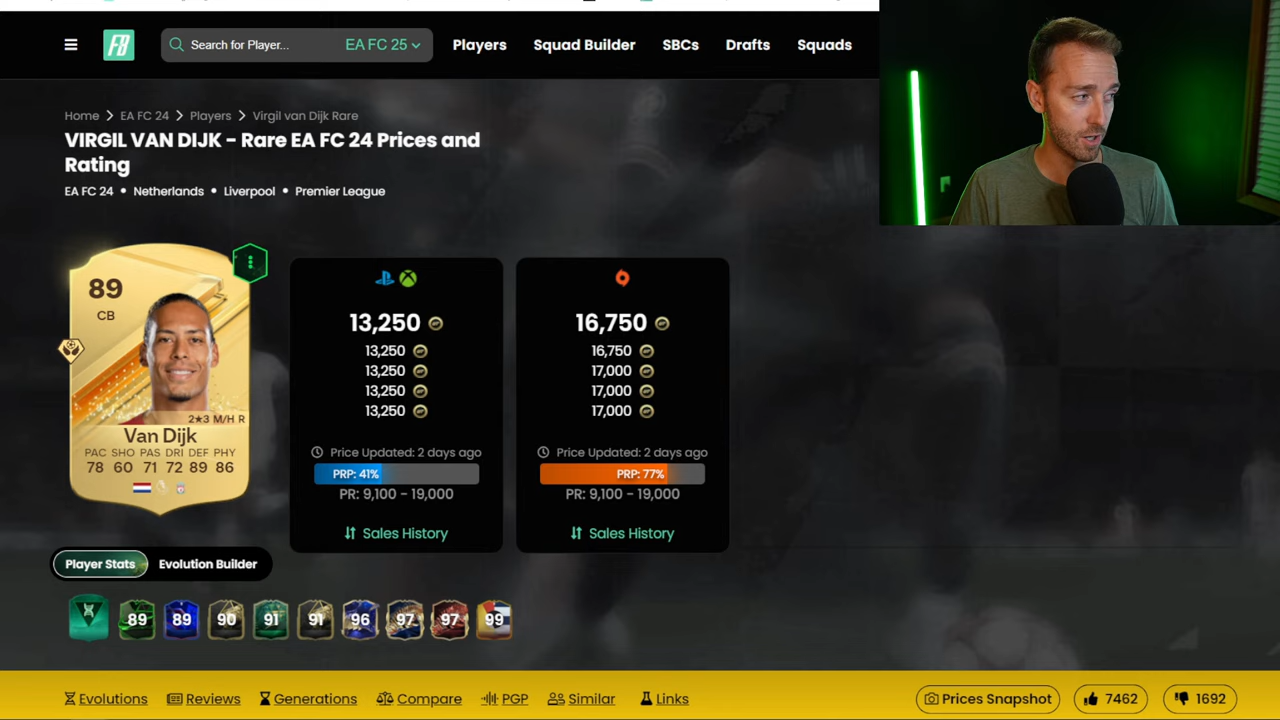 F8
Search for Player...
EA FC 25
Players
Squad Builder
SBCs
Drafts
Squads
Home > EA FC 24 > Players > Virgil van Dijk Rare
VIRGIL VAN DIJK - Rare EA FC 24 Prices and
Rating
EA FC 24 • Netherlands • Liverpool • Premier League
89
CB
2★3 M/H R
Van Dijk
PAC SHO PAS DRI DEF PHY
78 60 71 72 89 86
13,250
13,250
13,250
13,250
13,250
Price Updated: 2 days ago
PRP: 41%
PR: 9,100 - 19,000
Sales History
16,750
16,750
17,000
17,000
17,000
Price Updated: 2 days ago
PRP: 77%
PR: 9,100 - 19,000
Sales History
Player Stats
Evolution Builder
89 89 90 91 91 96 97 97 99
Evolutions
Reviews
Generations
Compare
PGP
Similar
Links
Prices Snapshot
7462
1692